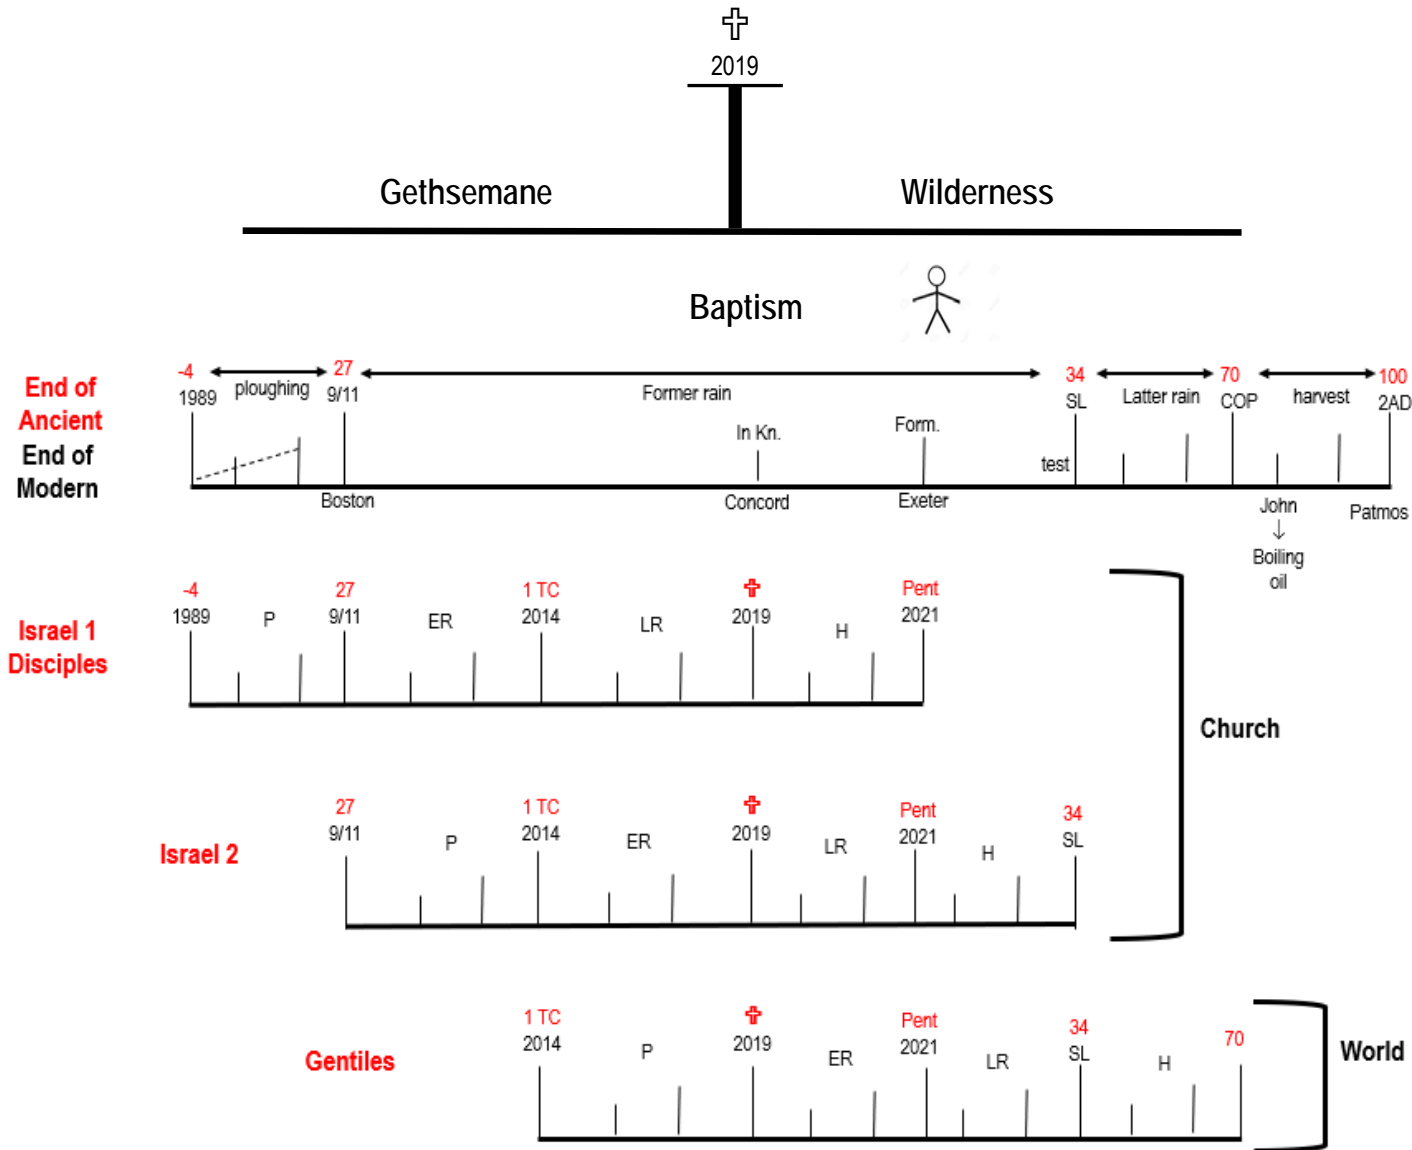 2019
Gethsemane
Wilderness
Baptism
End of
Ancient
End of
Modern
-4
1989
ploughing
27
9/11
Former rain
34
SL
Latter rain
70
COP
harvest
100
2AD
In Kn.
Form.
test
Boston
Concord
Exeter
John
↓
Boiling
oil
Patmos
Israel 1
Disciples
-4
1989
P
27
9/11
ER
1 TC
2014
LR
2019
H
Pent
2021
Church
Israel 2
27
9/11
P
1 TC
2014
ER
2019
LR
Pent
2021
H
34
SL
Gentiles
1 TC
2014
P
2019
ER
Pent
2021
LR
34
SL
H
70
World